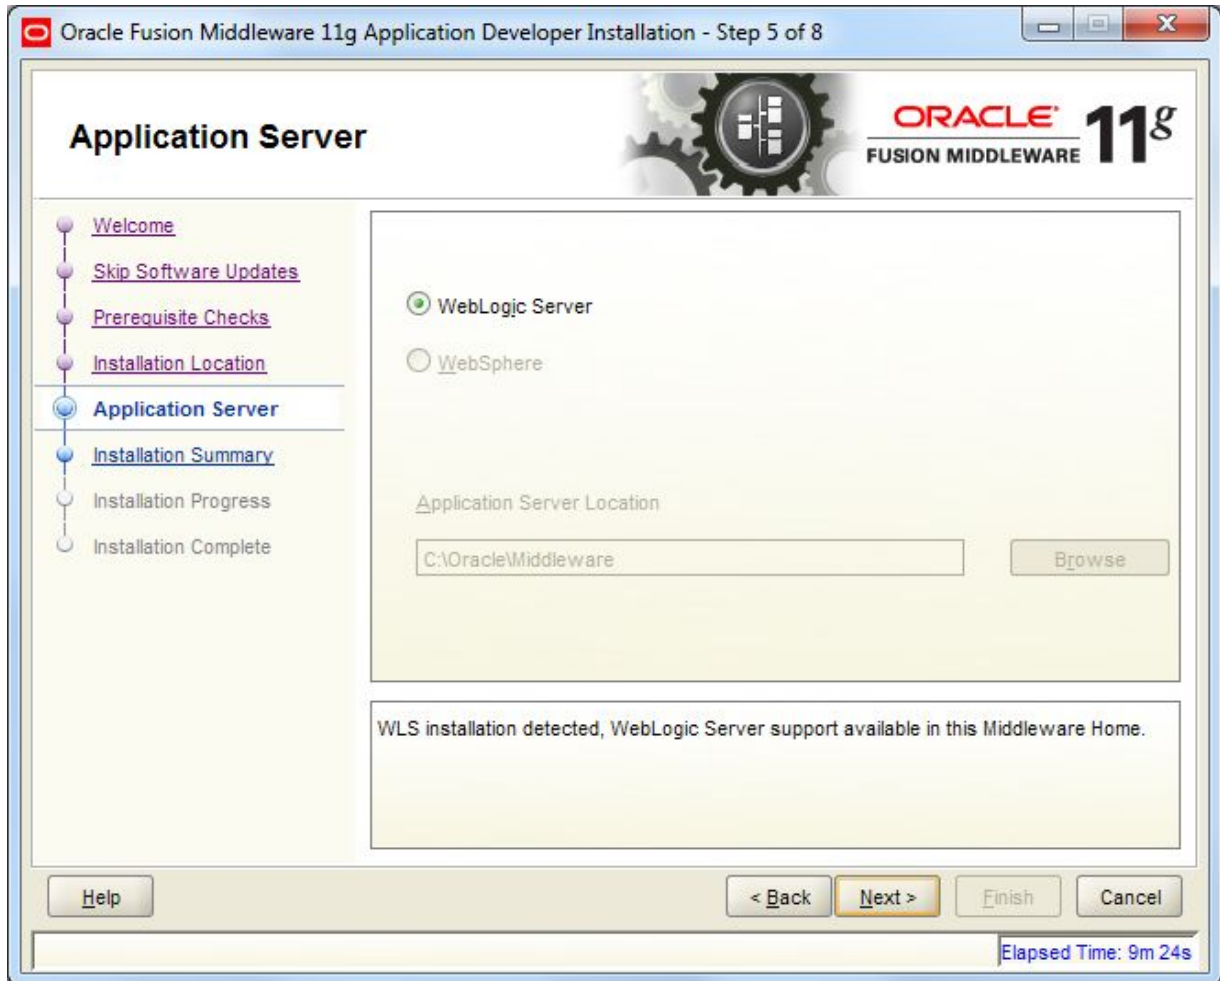 Oracle Fusion Middleware 11g Application Developer Installation - Step 5 of 8
Application Server
ORACLE
FUSION MIDDLEWARE
11g
Welcome
Skip Software Updates
Prerequisite Checks
Installation Location
Application Server
Installation Summary
Installation Progress
Installation Complete
WebLogic Server
WebSphere
Application Server Location
C:\Oracle\Middleware
Browse
WLS installation detected, WebLogic Server support available in this Middleware Home.
Help
< Back
Next >
Finish
Cancel
Elapsed Time: 9m 24s